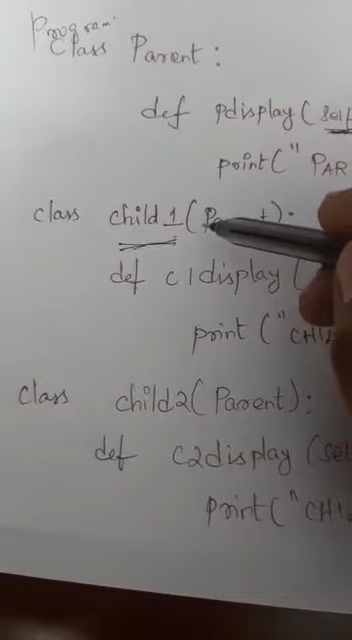 Program:
Class Parent:
def pdisplay(self
print("PAR
class child1(
def c1display(
print("CHIL
class child2(Parent):
def c2display(sel
print("CHI